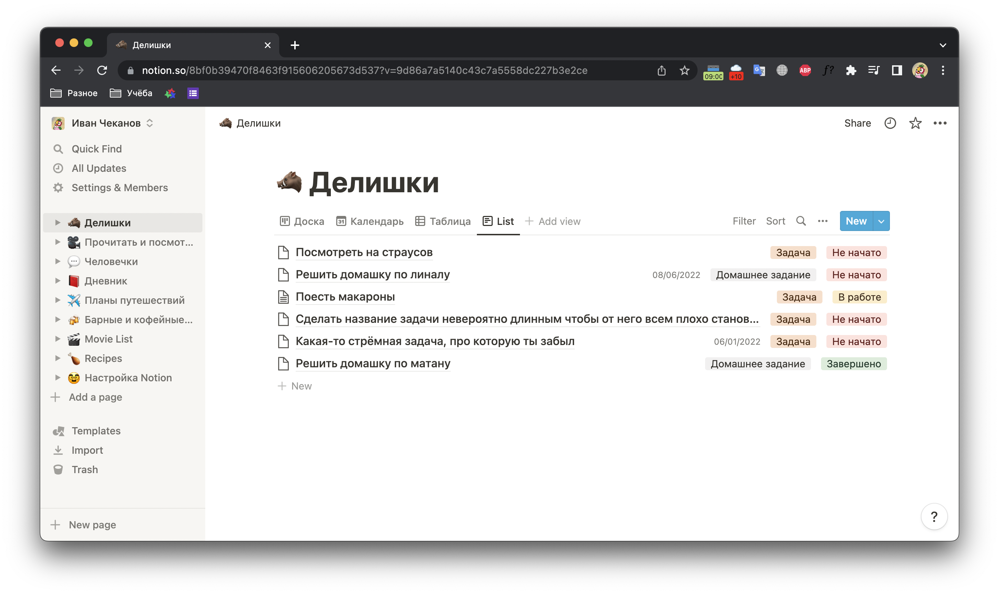 Делишки
notion.so/8bf0b39470f8463f915606205673d537?v=9d86a7a5140c43c7a5558dc227b3e2ce
09:00
+10
ABP
f?
Разное
Учёба
Иван Чеканов
Quick Find
All Updates
Settings & Members
Делишки
Прочитать и посмот...
Человечки
Дневник
Планы путешествий
Барные и кофейные...
Movie List
Recipes
Настройка Notion
Add a page
Templates
Import
Trash
New page
Делишки
Share
Делишки
Доска 31 Календарь Таблица List Add view Filter Sort New
Посмотреть на страусов Задача Не начато
Решить домашку по линалу 08/06/2022 Домашнее задание Не начато
Поесть макароны Задача В работе
Сделать название задачи невероятно длинным чтобы от него всем плохо станов... Задача Не начато
Какая-то стрёмная задача, про которую ты забыл 06/01/2022 Задача Не начато
Решить домашку по матану Домашнее задание Завершено
New
?